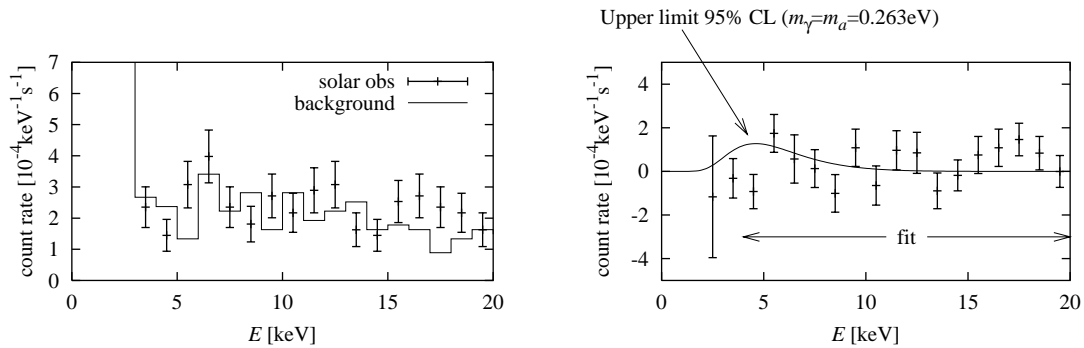 Upper limit 95% CL (mγ=ma=0.263eV)
7
6
5
4
3
2
1
0
count rate [10⁻⁴keV⁻¹s⁻¹]
solar obs
background
0 5 10 15 20
E [keV]
4
2
0
-2
-4
count rate [10⁻⁴keV⁻¹s⁻¹]
fit
0 5 10 15 20
E [keV]